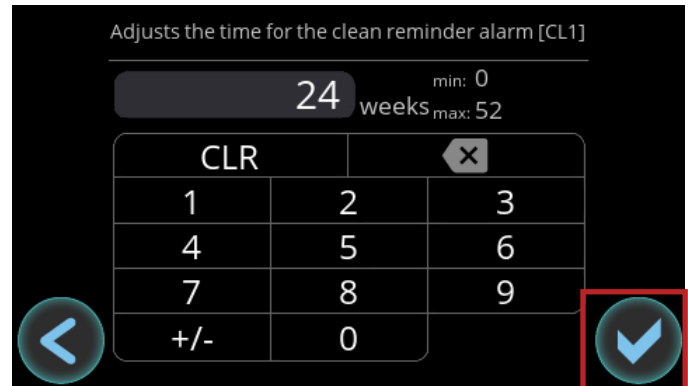 Adjusts the time for the clean reminder alarm [CL1]
24 weeks min: 0
max: 52
CLR
1 2 3
4 5 6
7 8 9
+/- 0